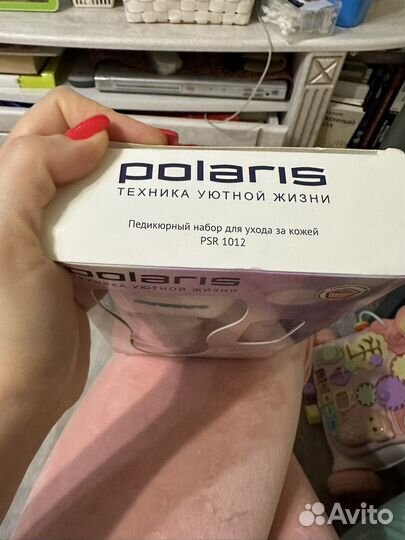 polaris
ТЕХНИКА УЮТНОЙ ЖИЗНИ
Педикюрный набор для ухода за кожей
PSR 1012
polaris
ТЕХНИКА УЮТНОЙ ЖИЗНИ
Avito